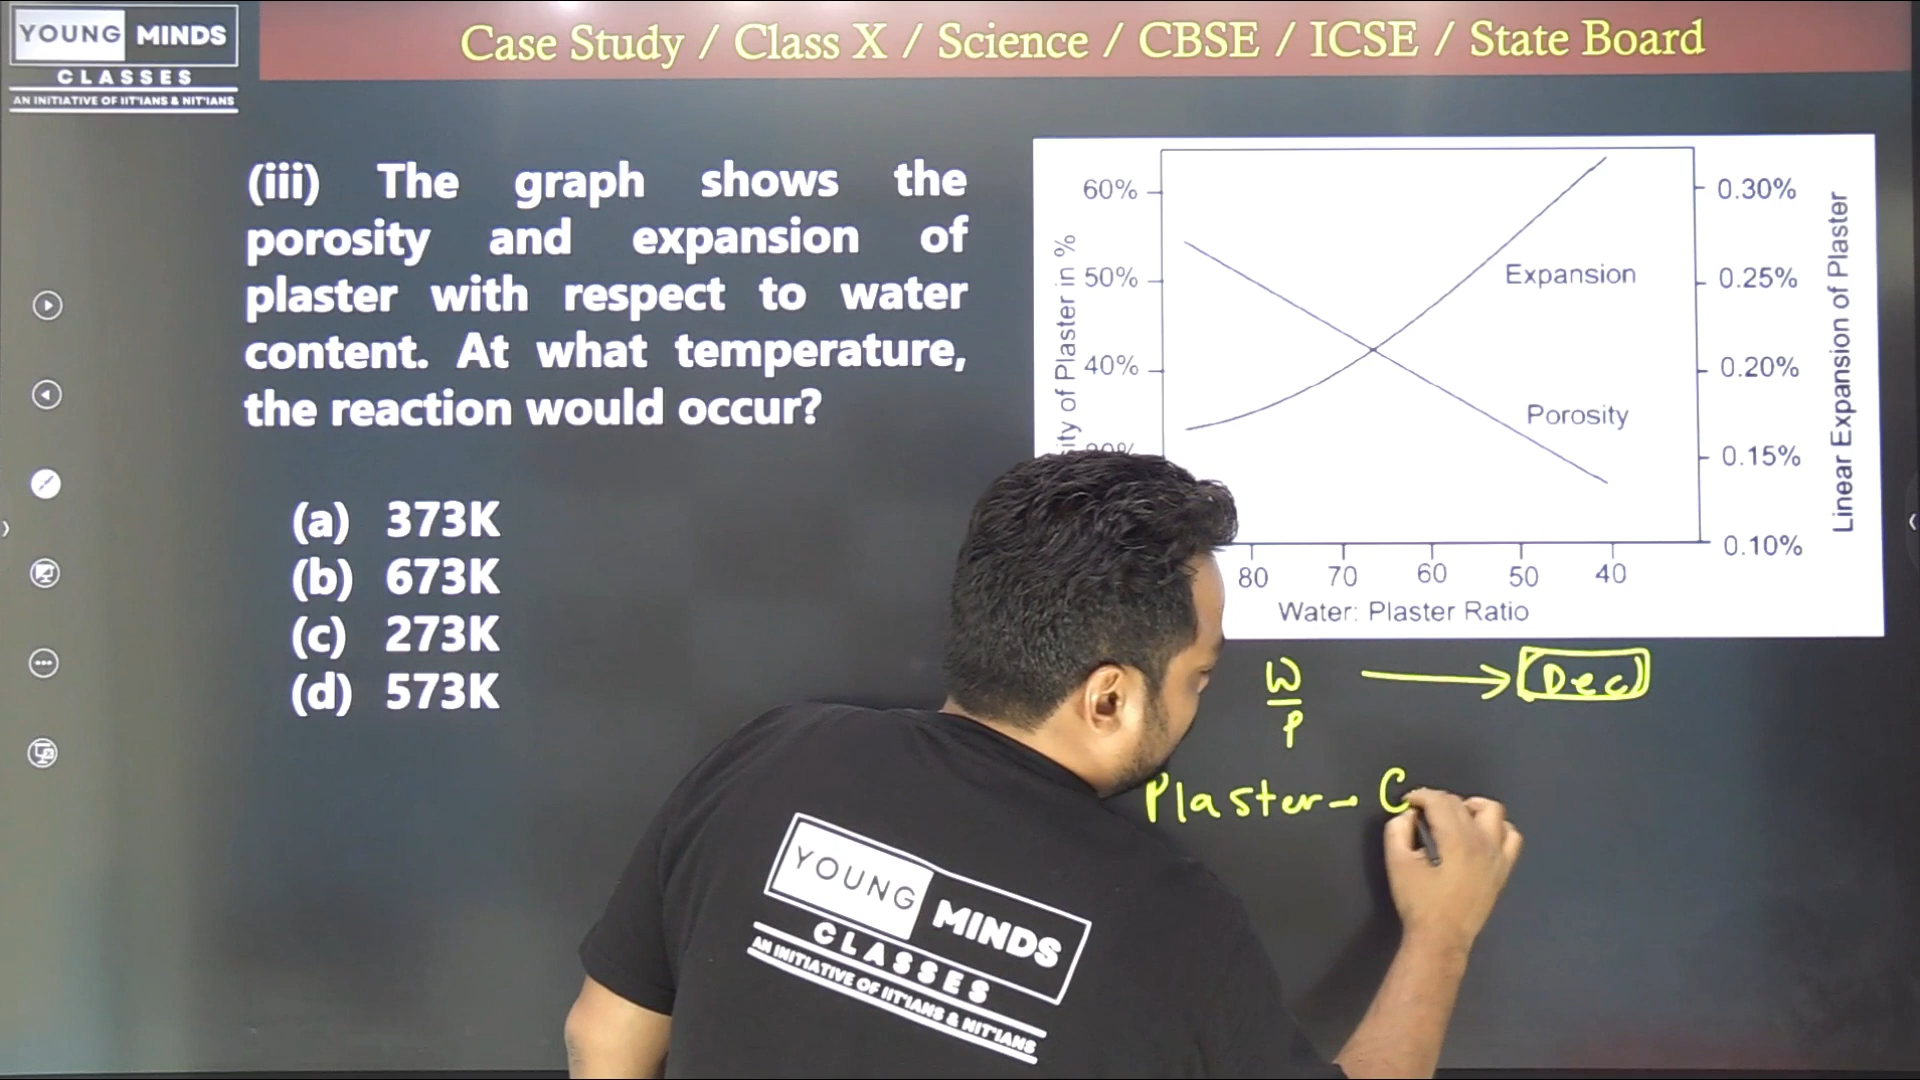 YOUNG MINDS
CLASSES
AN INITIATIVE OF IIT'IANS & NIT'IANS
Case Study / Class X / Science / CBSE / ICSE / State Board
(iii) The graph shows the
porosity and expansion of
plaster with respect to water
content. At what temperature,
the reaction would occur?
(a) 373K
(b) 673K
(c) 273K
(d) 573K
60%
50%
40%
of Plaster in %
Expansion
Porosity
0.30%
0.25%
0.20%
0.15%
0.10%
Linear Expansion of Plaster
80 70 60 50 40
Water: Plaster Ratio
W
P
Dec
Plaster - C
YOUNG MINDS
CLASSES
AN INITIATIVE OF IIT'IANS & NIT'IANS